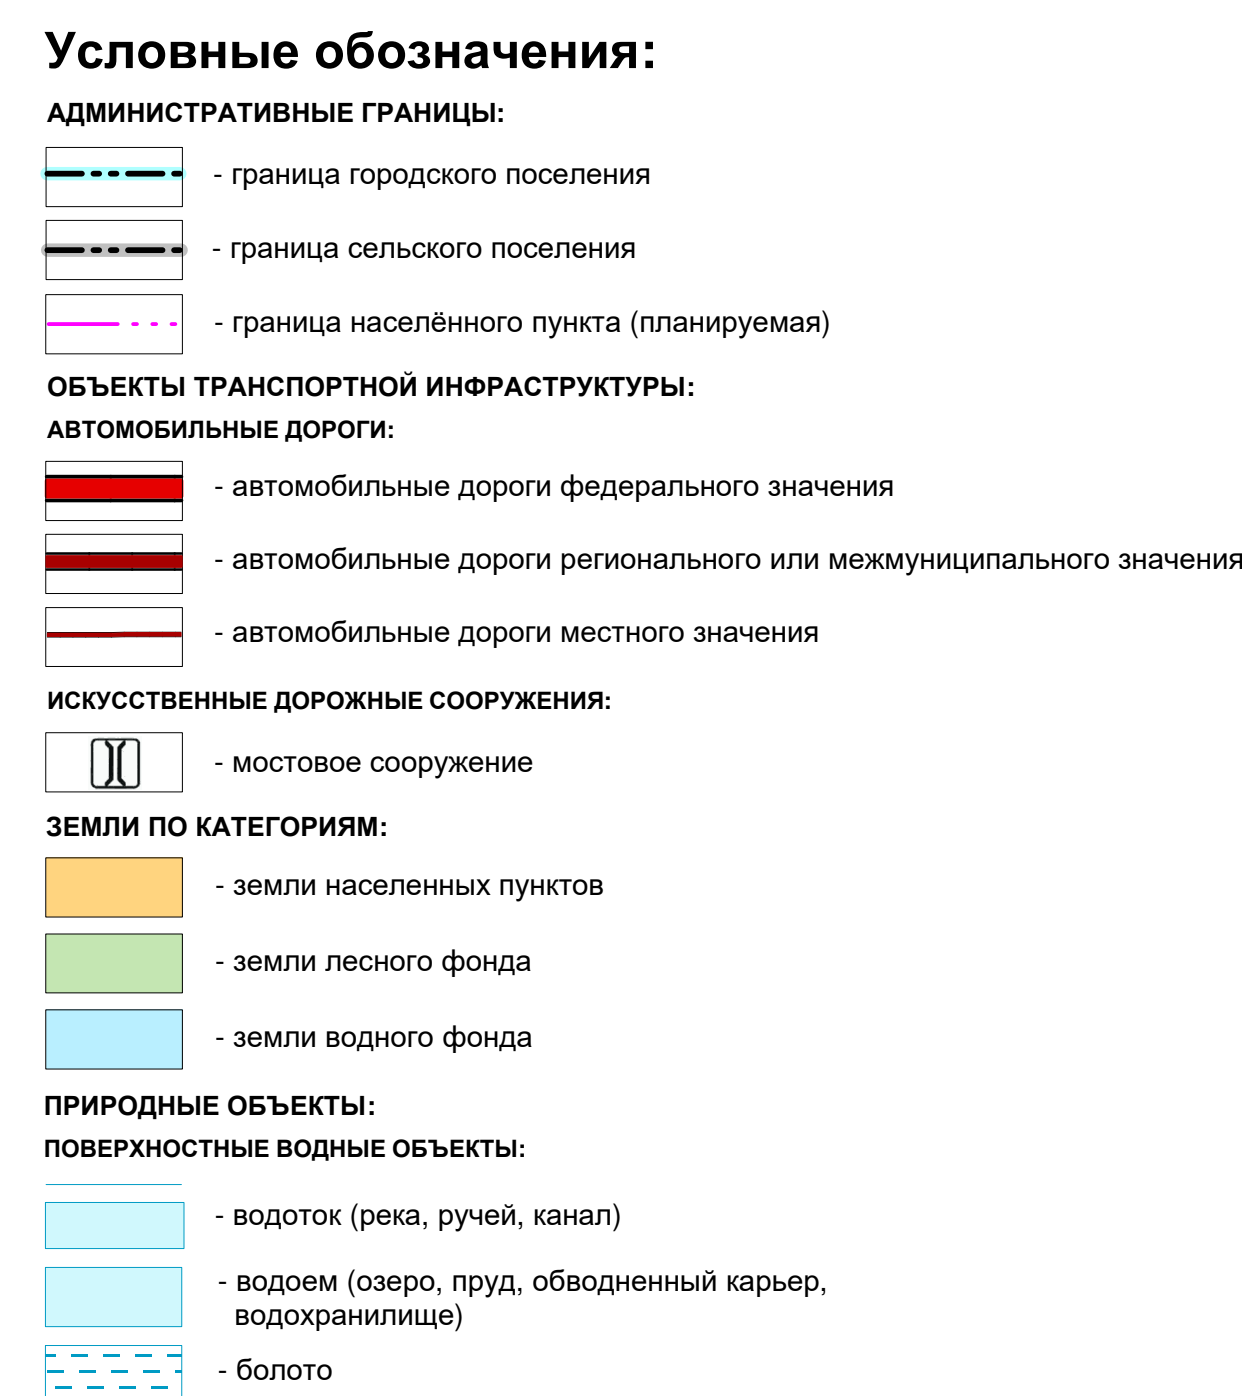 Условные обозначения:
АДМИНИСТРАТИВНЫЕ ГРАНИЦЫ:
- граница городского поселения
- граница сельского поселения
- граница населённого пункта (планируемая)
ОБЪЕКТЫ ТРАНСПОРТНОЙ ИНФРАСТРУКТУРЫ:
АВТОМОБИЛЬНЫЕ ДОРОГИ:
- автомобильные дороги федерального значения
- автомобильные дороги регионального или межмуниципального значения
- автомобильные дороги местного значения
ИСКУССТВЕННЫЕ ДОРОЖНЫЕ СООРУЖЕНИЯ:
- мостовое сооружение
ЗЕМЛИ ПО КАТЕГОРИЯМ:
- земли населенных пунктов
- земли лесного фонда
- земли водного фонда
ПРИРОДНЫЕ ОБЪЕКТЫ:
ПОВЕРХНОСТНЫЕ ВОДНЫЕ ОБЪЕКТЫ:
- водоток (река, ручей, канал)
- водоем (озеро, пруд, обводненный карьер,
водохранилище)
- болото